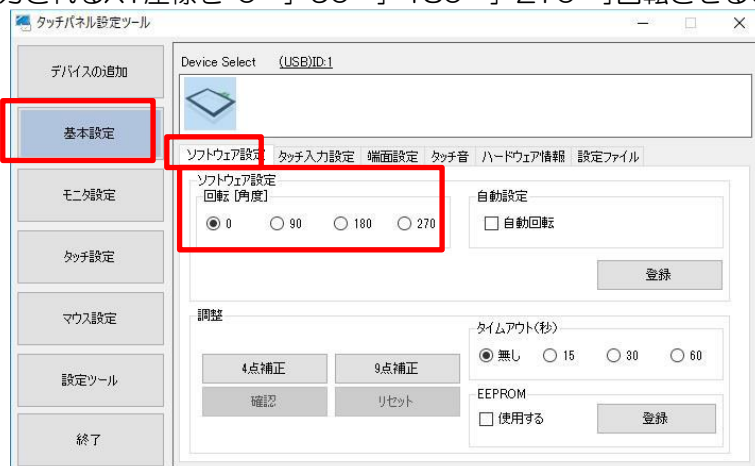 タッチパネル設定ツール
デバイスの追加
基本設定
モニタ設定
タッチ設定
マウス設定
設定ツール
終了
Device Select (USB)ID:1
ソフトウェア設定 タッチ入力設定 端面設定 タッチ音 ハードウェア情報 設定ファイル
ソフトウェア設定
回転 [角度]
0 90 180 270
自動設定
自動回転
登録
調整
4点補正 9点補正
確認 リセット
タイムアウト(秒)
無し 15 30 60
EEPROM
使用する 登録